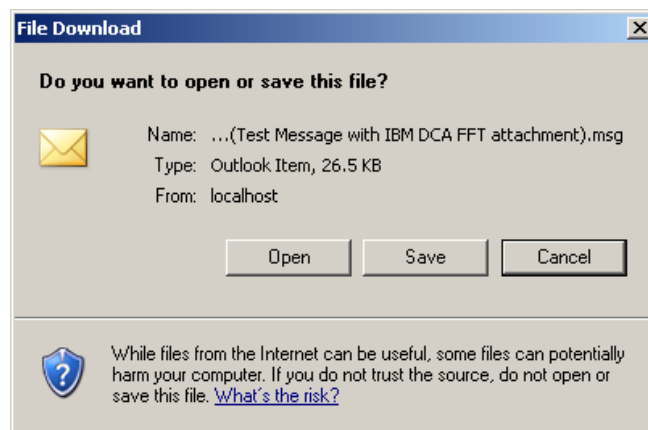 File Download
Do you want to open or save this file?
Name: ...(Test Message with IBM DCA FFT attachment).msg
Type: Outlook Item, 26.5 KB
From: localhost
Open Save Cancel
While files from the Internet can be useful, some files can potentially
harm your computer. If you do not trust the source, do not open or
save this file. What's the risk?